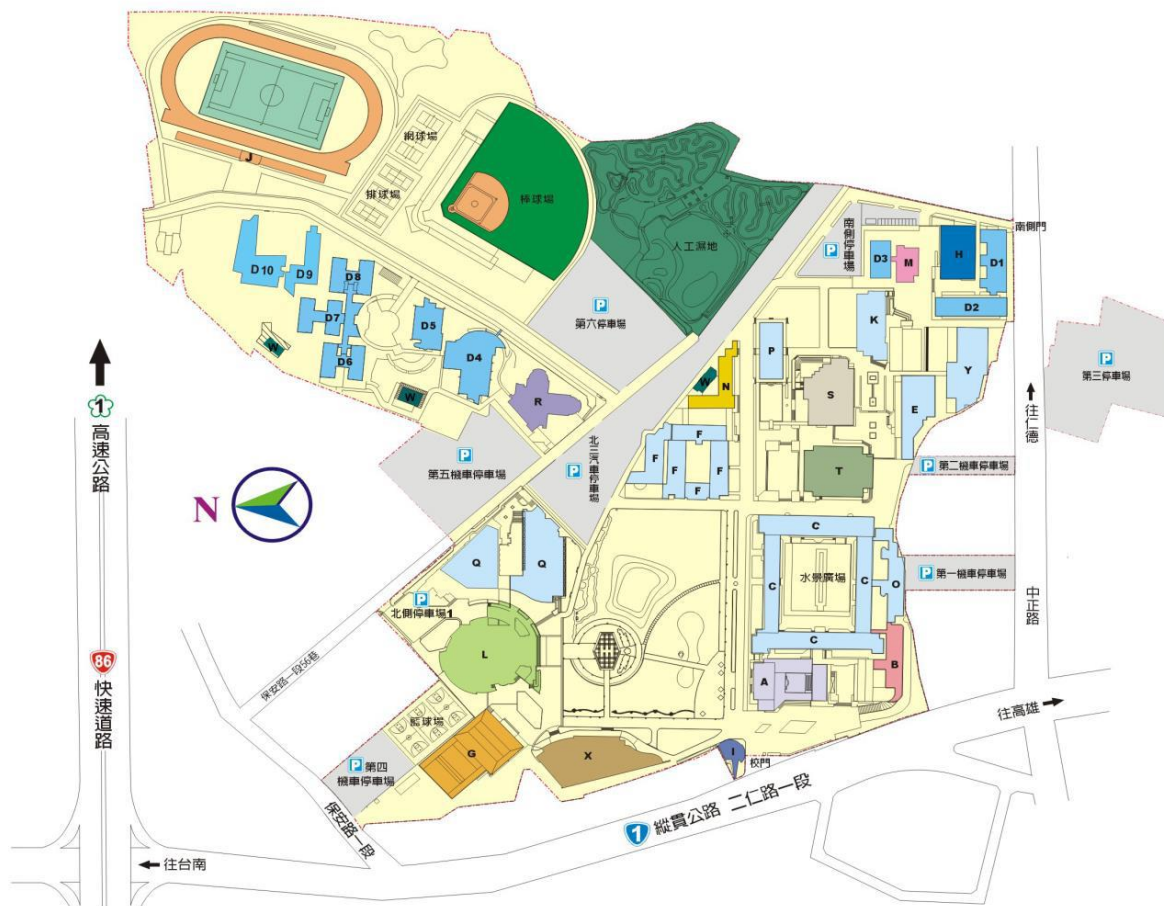 網球場
J
排球場
棒球場
人工濕地
南側停車場
P
南側門
D3
M
H
D1
D10
D9
D8
D2
D7
D5
P
第六停車場
K
D6
D4
W
P
Y
P
第三停車場
W
N
S
W
R
E
往仁德
1
高速公路
F
F
F
F
F
T
P
第五機車停車場
P
北三汽車停車場
P 第二機車停車場
N
C
Q
Q
水景廣場
C
C
O
P 第一機車停車場
P
北側停車場1
中正路
C
L
保安路一段56巷
86
快速道路
A
B
籃球場
往高雄
G
X
I
校門
P 第四
機車停車場
保安路一段
1 縱貫公路 二仁路一段
往台南